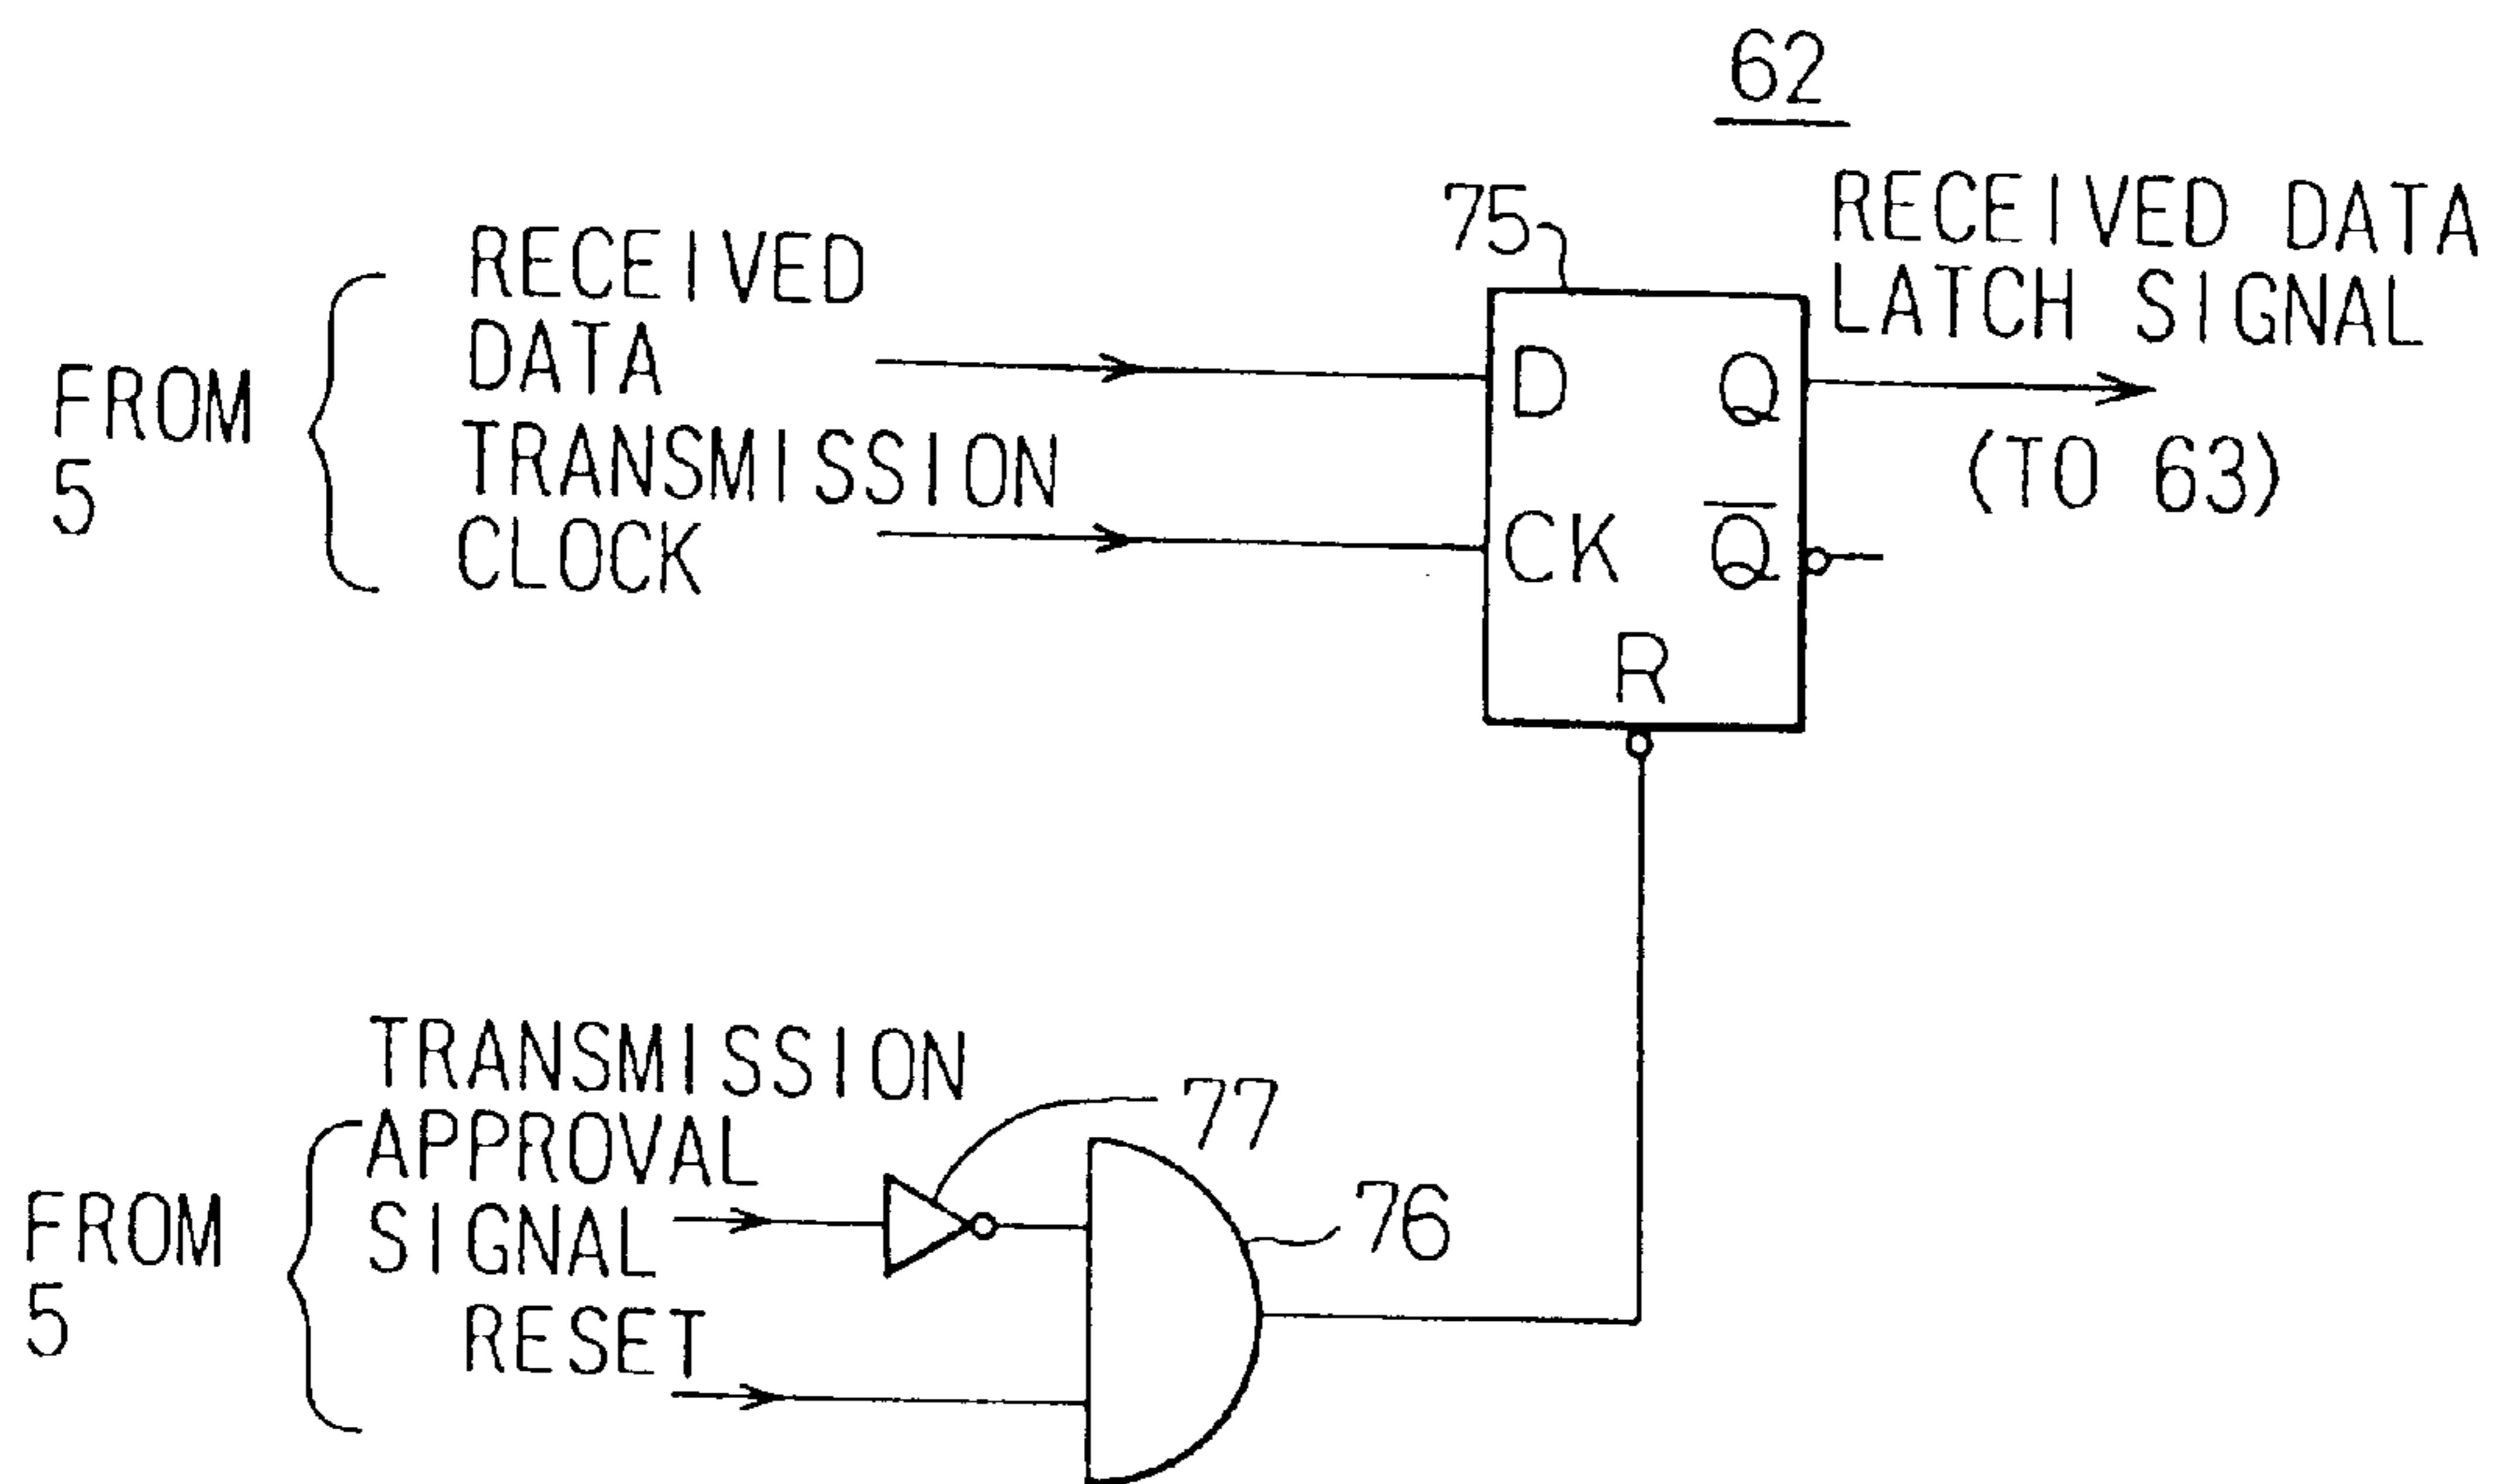 62
75
RECEIVED DATA
LATCH SIGNAL
RECEIVED
DATA
FROM
5
TRANSMISSION
CLOCK
D
Q
(TO 63)
CK
Q̅
R
TRANSMISSION
APPROVAL
SIGNAL
77
76
FROM
5
RESET